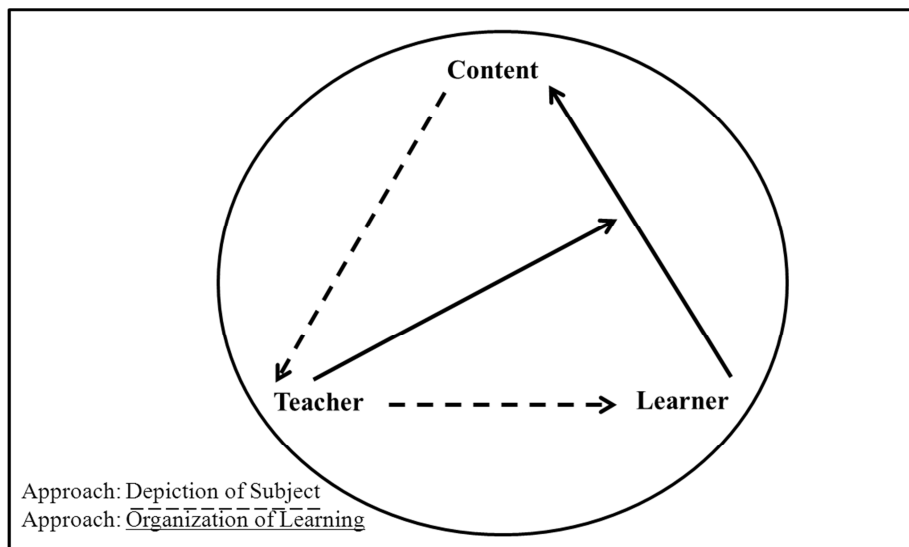 Content
Teacher
Learner
Approach: Depiction of Subject
Approach: Organization of Learning